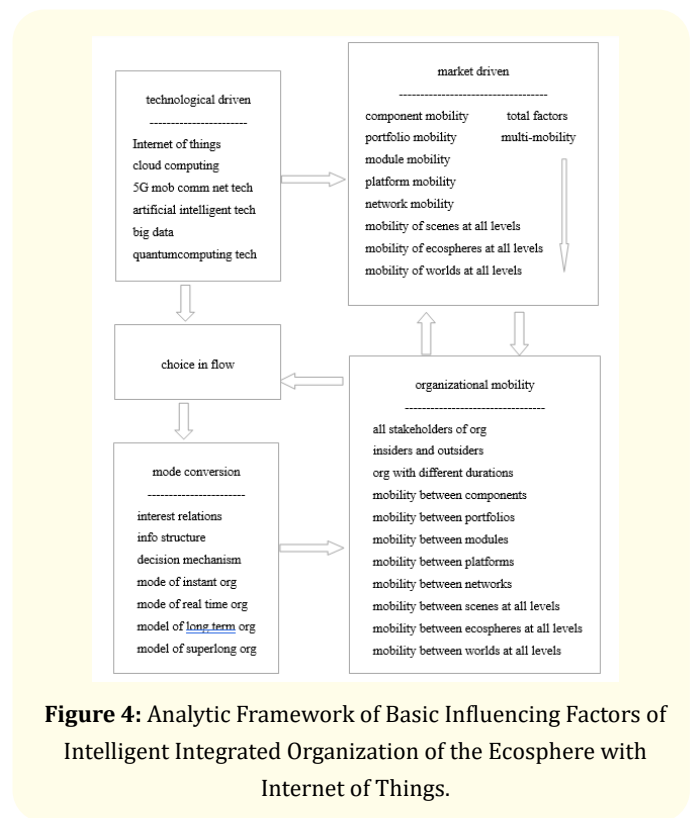 technological driven
-----------------------
Internet of things
cloud computing
5G mob comm net tech
artificial intelligent tech
big data
quantumcomputing tech
market driven
-----------------------------------
component mobility total factors
portfolio mobility multi-mobility
module mobility
platform mobility
network mobility
mobility of scenes at all levels
mobility of ecospheres at all levels
mobility of worlds at all levels
choice in flow
organizational mobility
---------------------------------
all stakeholders of org
insiders and outsiders
org with different durations
mobility between components
mobility between portfolios
mobility between modules
mobility between platforms
mobility between networks
mobility between scenes at all levels
mobility between ecospheres at all levels
mobility between worlds at all levels
mode conversion
-----------------------
interest relations
info structure
decision mechanism
mode of instant org
mode of real time org
model of long term org
model of superlong org
Figure 4: Analytic Framework of Basic Influencing Factors of
Intelligent Integrated Organization of the Ecosphere with
Internet of Things.